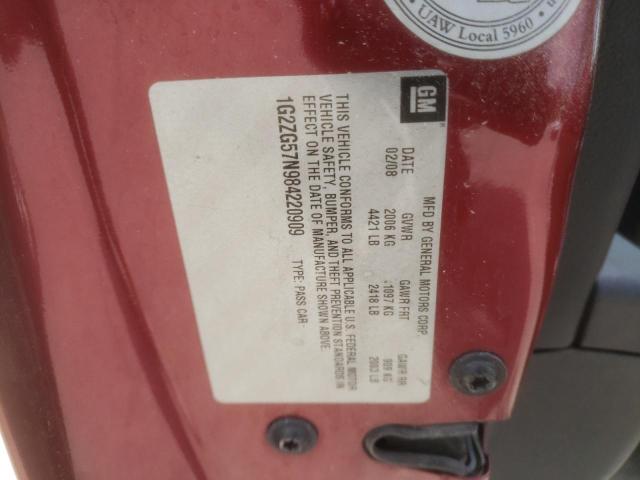 UAW Local 5960
GM
MFD BY GENERAL MOTORS CORP.
DATE GVWR GAWR FRT GAWR RR
02/08 2006 KG 1097 KG 909 KG
4421 LB 2418 LB 2003 LB
THIS VEHICLE CONFORMS TO ALL APPLICABLE U.S. FEDERAL MOTOR
VEHICLE SAFETY, BUMPER, AND THEFT PREVENTION STANDARDS IN
EFFECT ON THE DATE OF MANUFACTURE SHOWN ABOVE.
1G2ZG57N984220909 TYPE: PASS CAR